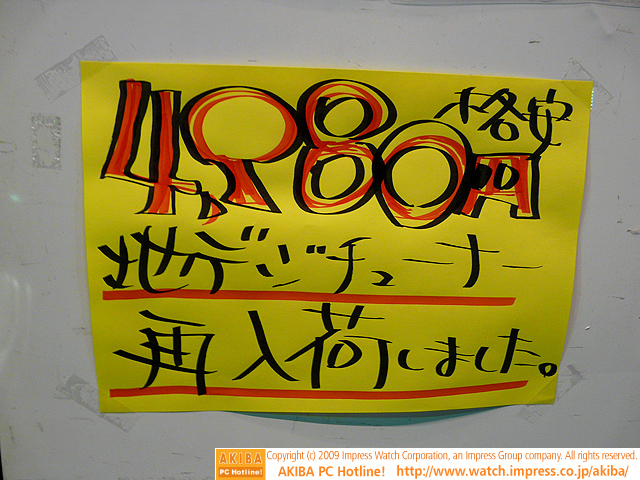 格安
4,980円
地デジチューナー
再入荷しました。
AKIBA
PC Hotline!
Copyright (c) 2009 Impress Watch Corporation, an Impress Group company. All rights reserved.
AKIBA PC Hotline! http://www.watch.impress.co.jp/akiba/